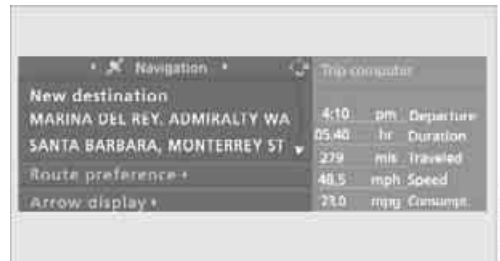 Navigation
New destination
MARINA DEL REY. ADMIRALTY WA
SANTA BARBARA, MONTERREY ST
Route preference
Arrow display
Trip computer
4:10 pm Departure
05.40 hr Duration
279 mls Traveled
48.5 mph Speed
23.0 mpg Consumpt.